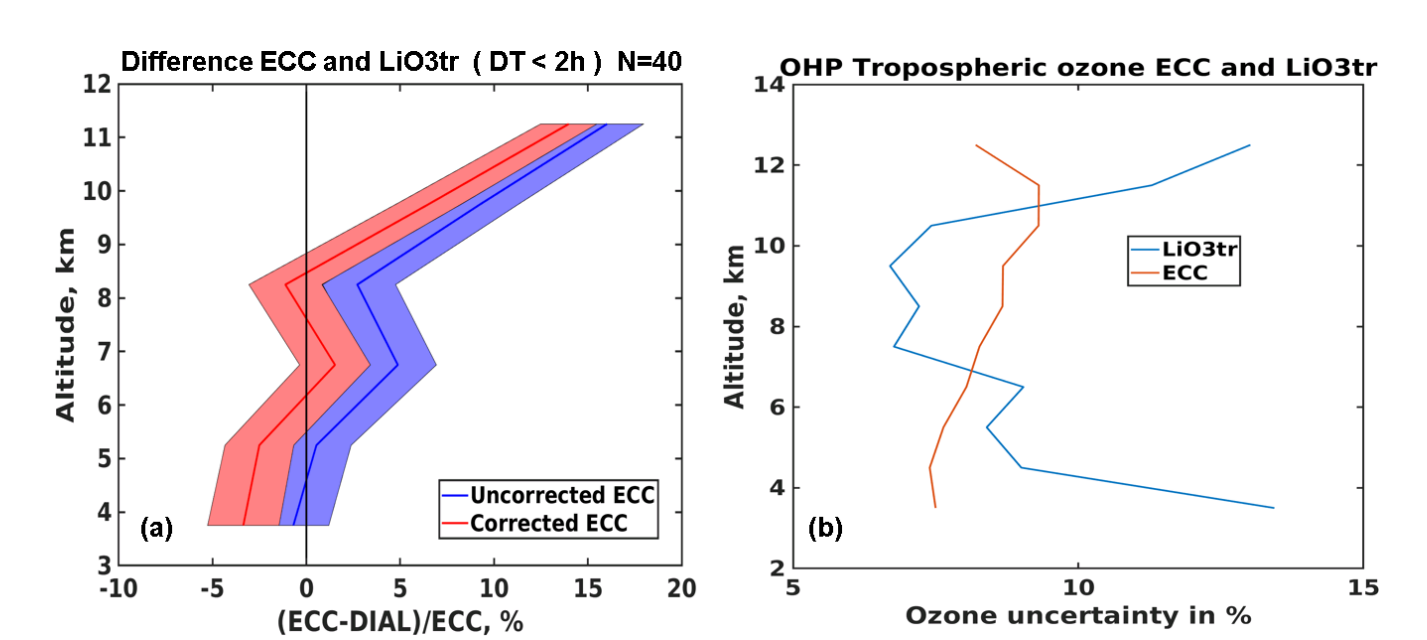 Difference ECC and LiO3tr ( DT < 2h ) N=40
12
11
10
9
8
7
6
5
4
3
Altitude, km
-10 -5 0 5 10 15 20
(ECC-DIAL)/ECC, %
Uncorrected ECC
Corrected ECC
(a)
OHP Tropospheric ozone ECC and LiO3tr
14
12
10
8
6
4
2
Altitude, km
5 10 15
Ozone uncertainty in %
LiO3tr
ECC
(b)